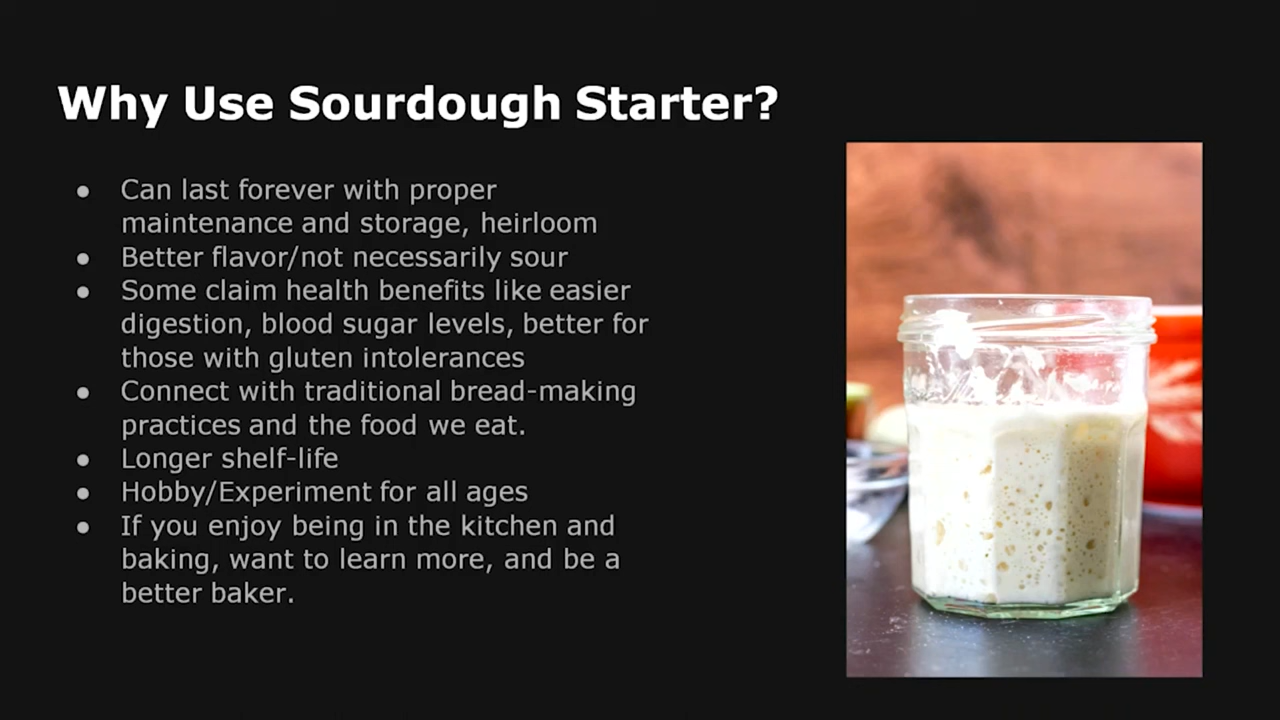 Why Use Sourdough Starter?
● Can last forever with proper
maintenance and storage, heirloom
● Better flavor/not necessarily sour
● Some claim health benefits like easier
digestion, blood sugar levels, better for
those with gluten intolerances
● Connect with traditional bread-making
practices and the food we eat.
● Longer shelf-life
● Hobby/Experiment for all ages
● If you enjoy being in the kitchen and
baking, want to learn more, and be a
better baker.